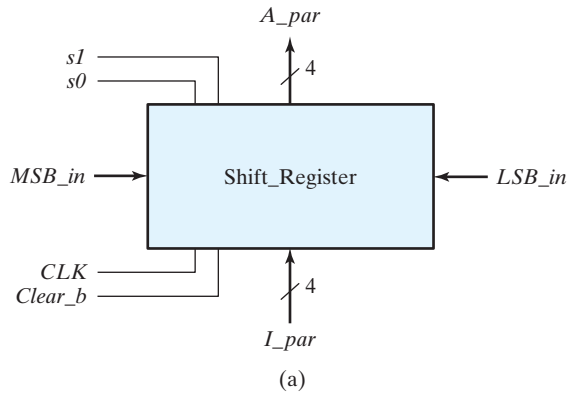 A_par
4
s1
s0
MSB_in
Shift_Register
LSB_in
CLK
Clear_b
4
I_par
(a)